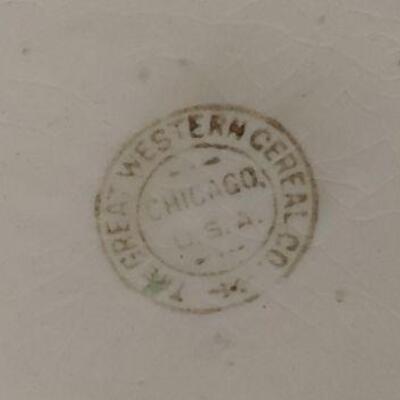 THE GREAT WESTERN CEREAL CO.
CHICAGO,
U.S.A.